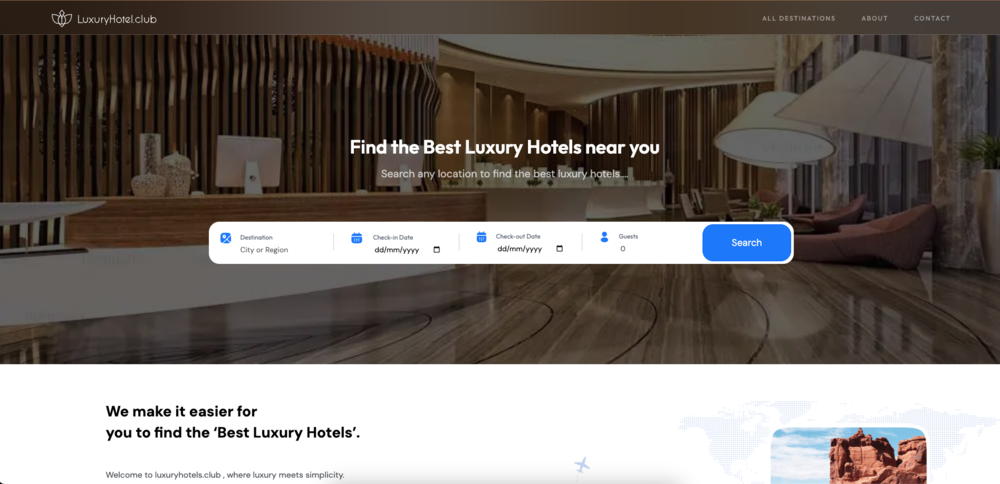 LuxuryHotel.club
ALL DESTINATIONS ABOUT CONTACT
Find the Best Luxury Hotels near you
Search any location to find the best luxury hotels...
Destination Check-in Date Check-out Date Guests
City or Region dd/mm/yyyy dd/mm/yyyy 0
Search
We make it easier for
you to find the ‘Best Luxury Hotels’.
Welcome to luxuryhotels.club , where luxury meets simplicity.